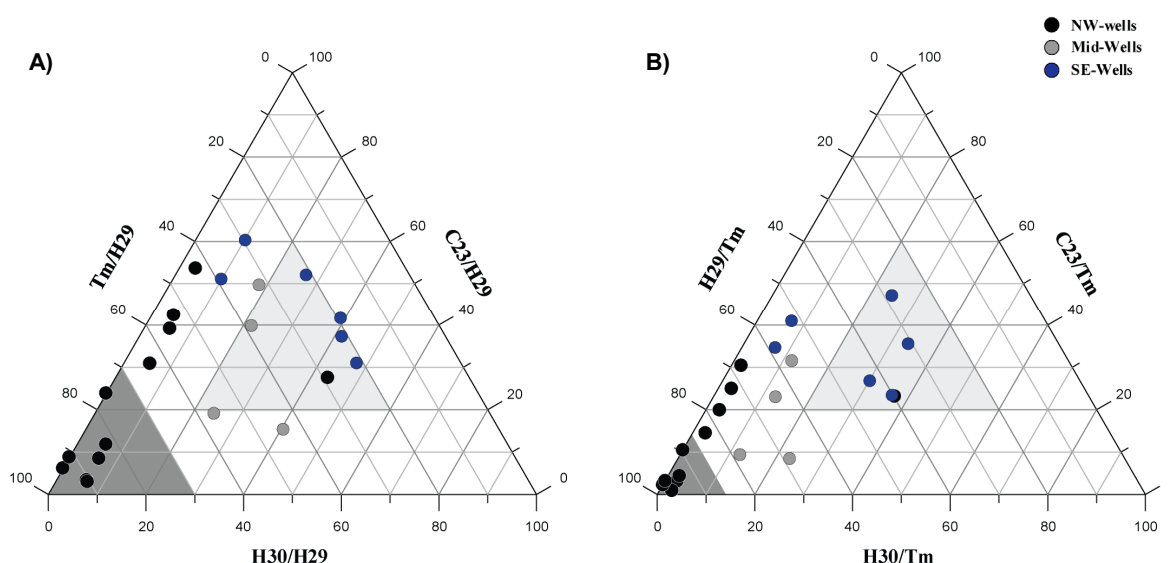 A)
0 100
20 80
40 60
60 40
80 20
100 0
0 20 40 60 80 100
Tm/H29
C23/H29
H30/H29
B)
0 100
20 80
40 60
60 40
80 20
100 0
0 20 40 60 80 100
H29/Tm
C23/Tm
H30/Tm
NW-wells
Mid-Wells
SE-Wells